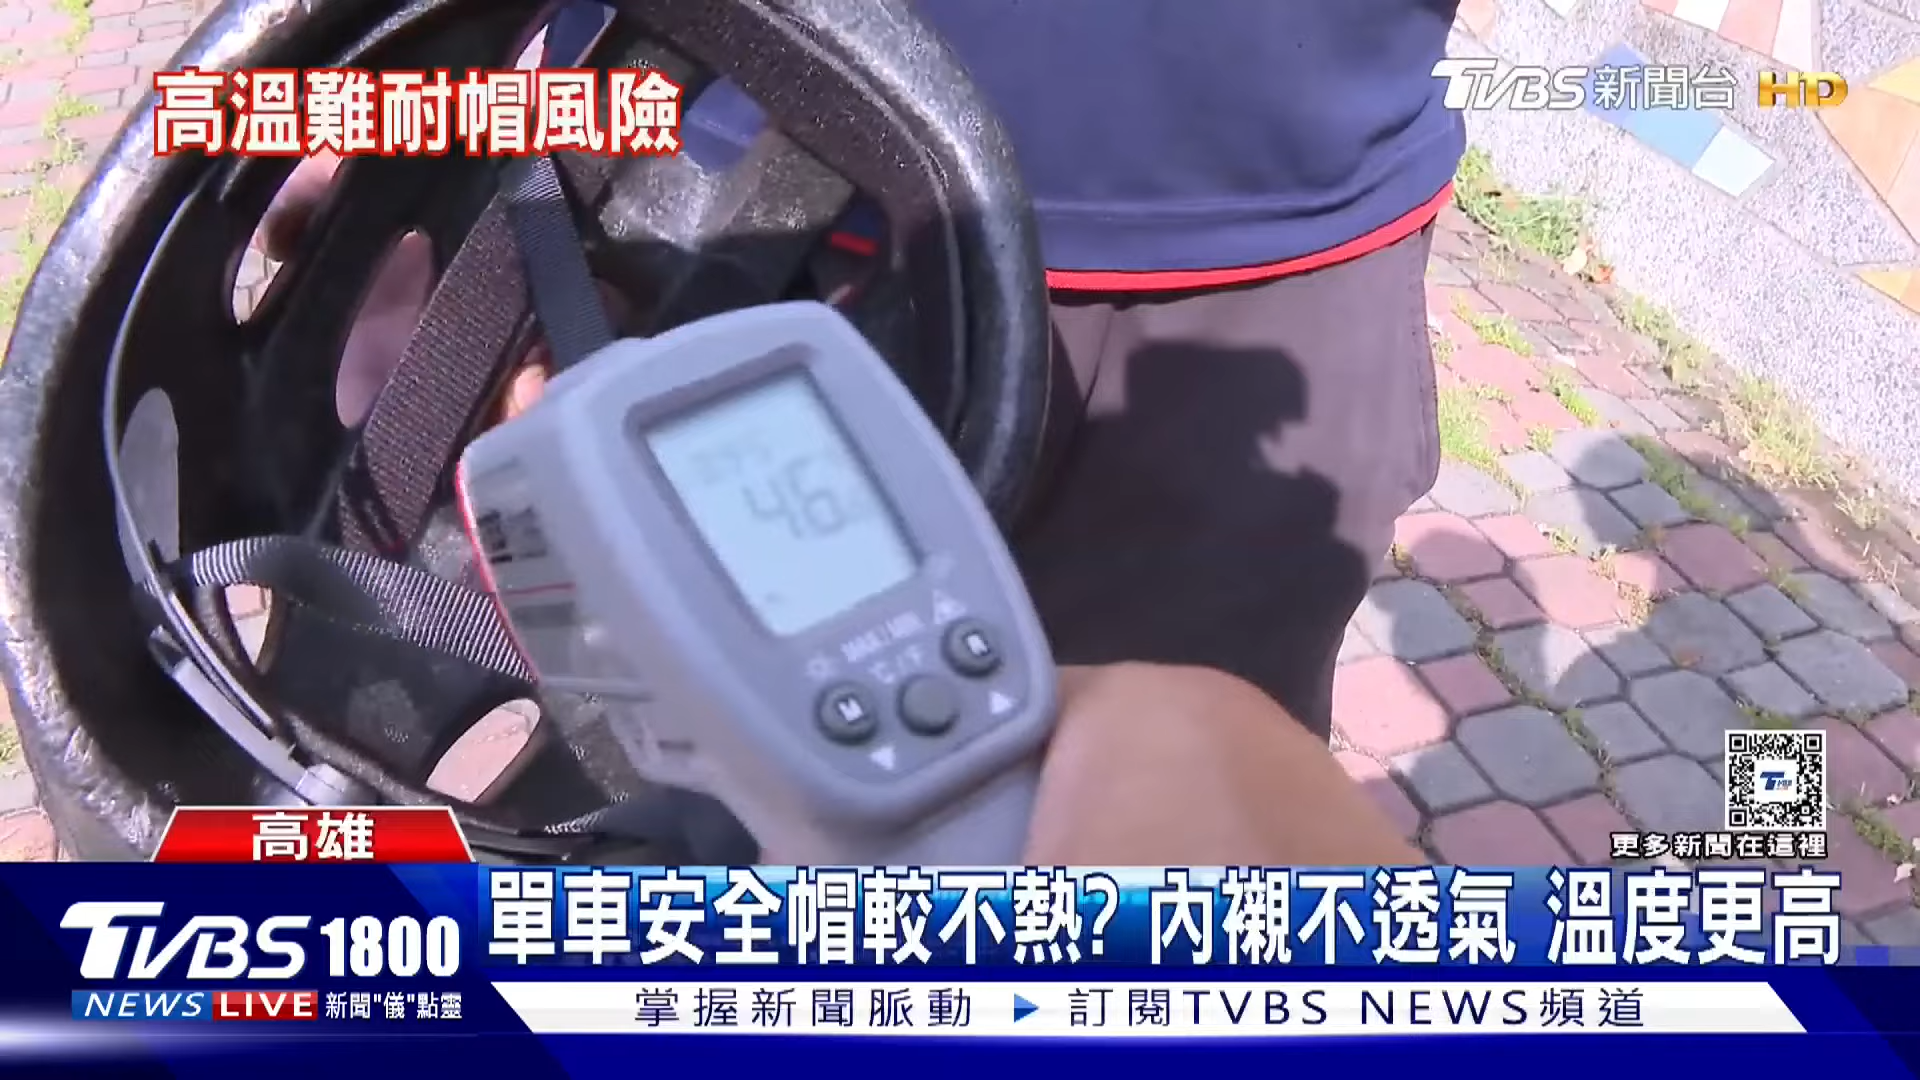 高溫難耐帽風險
TVBS新聞台 HD
46
MAX/MIN
°C/°F
M
R
更多新聞在這裡
高雄
單車安全帽較不熱? 內襯不透氣 溫度更高
TVBS 1800
NEWS LIVE 新聞"儀"點靈
掌握新聞脈動 ▶ 訂閱TVBS NEWS頻道